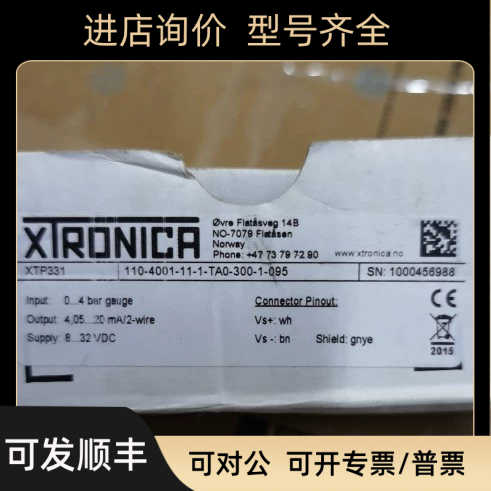 进店询价 型号齐全
XTRONICA
Øvre Flatåsveg 14B
NO-7079 Flatåsen
Norway
Phone: +47 73 79 72 90 www.xtronica.no
XTP331 110-4001-11-1-TA0-300-1-095 SN: 1000456988
Input: 0...4 bar gauge Connector Pinout:
Output: 4,05...20 mA/2-wire Vs+: wh
Supply: 8...32 VDC Vs -: bn Shield: gnye
CE
2015
可发顺丰 可对公 可开专票/普票